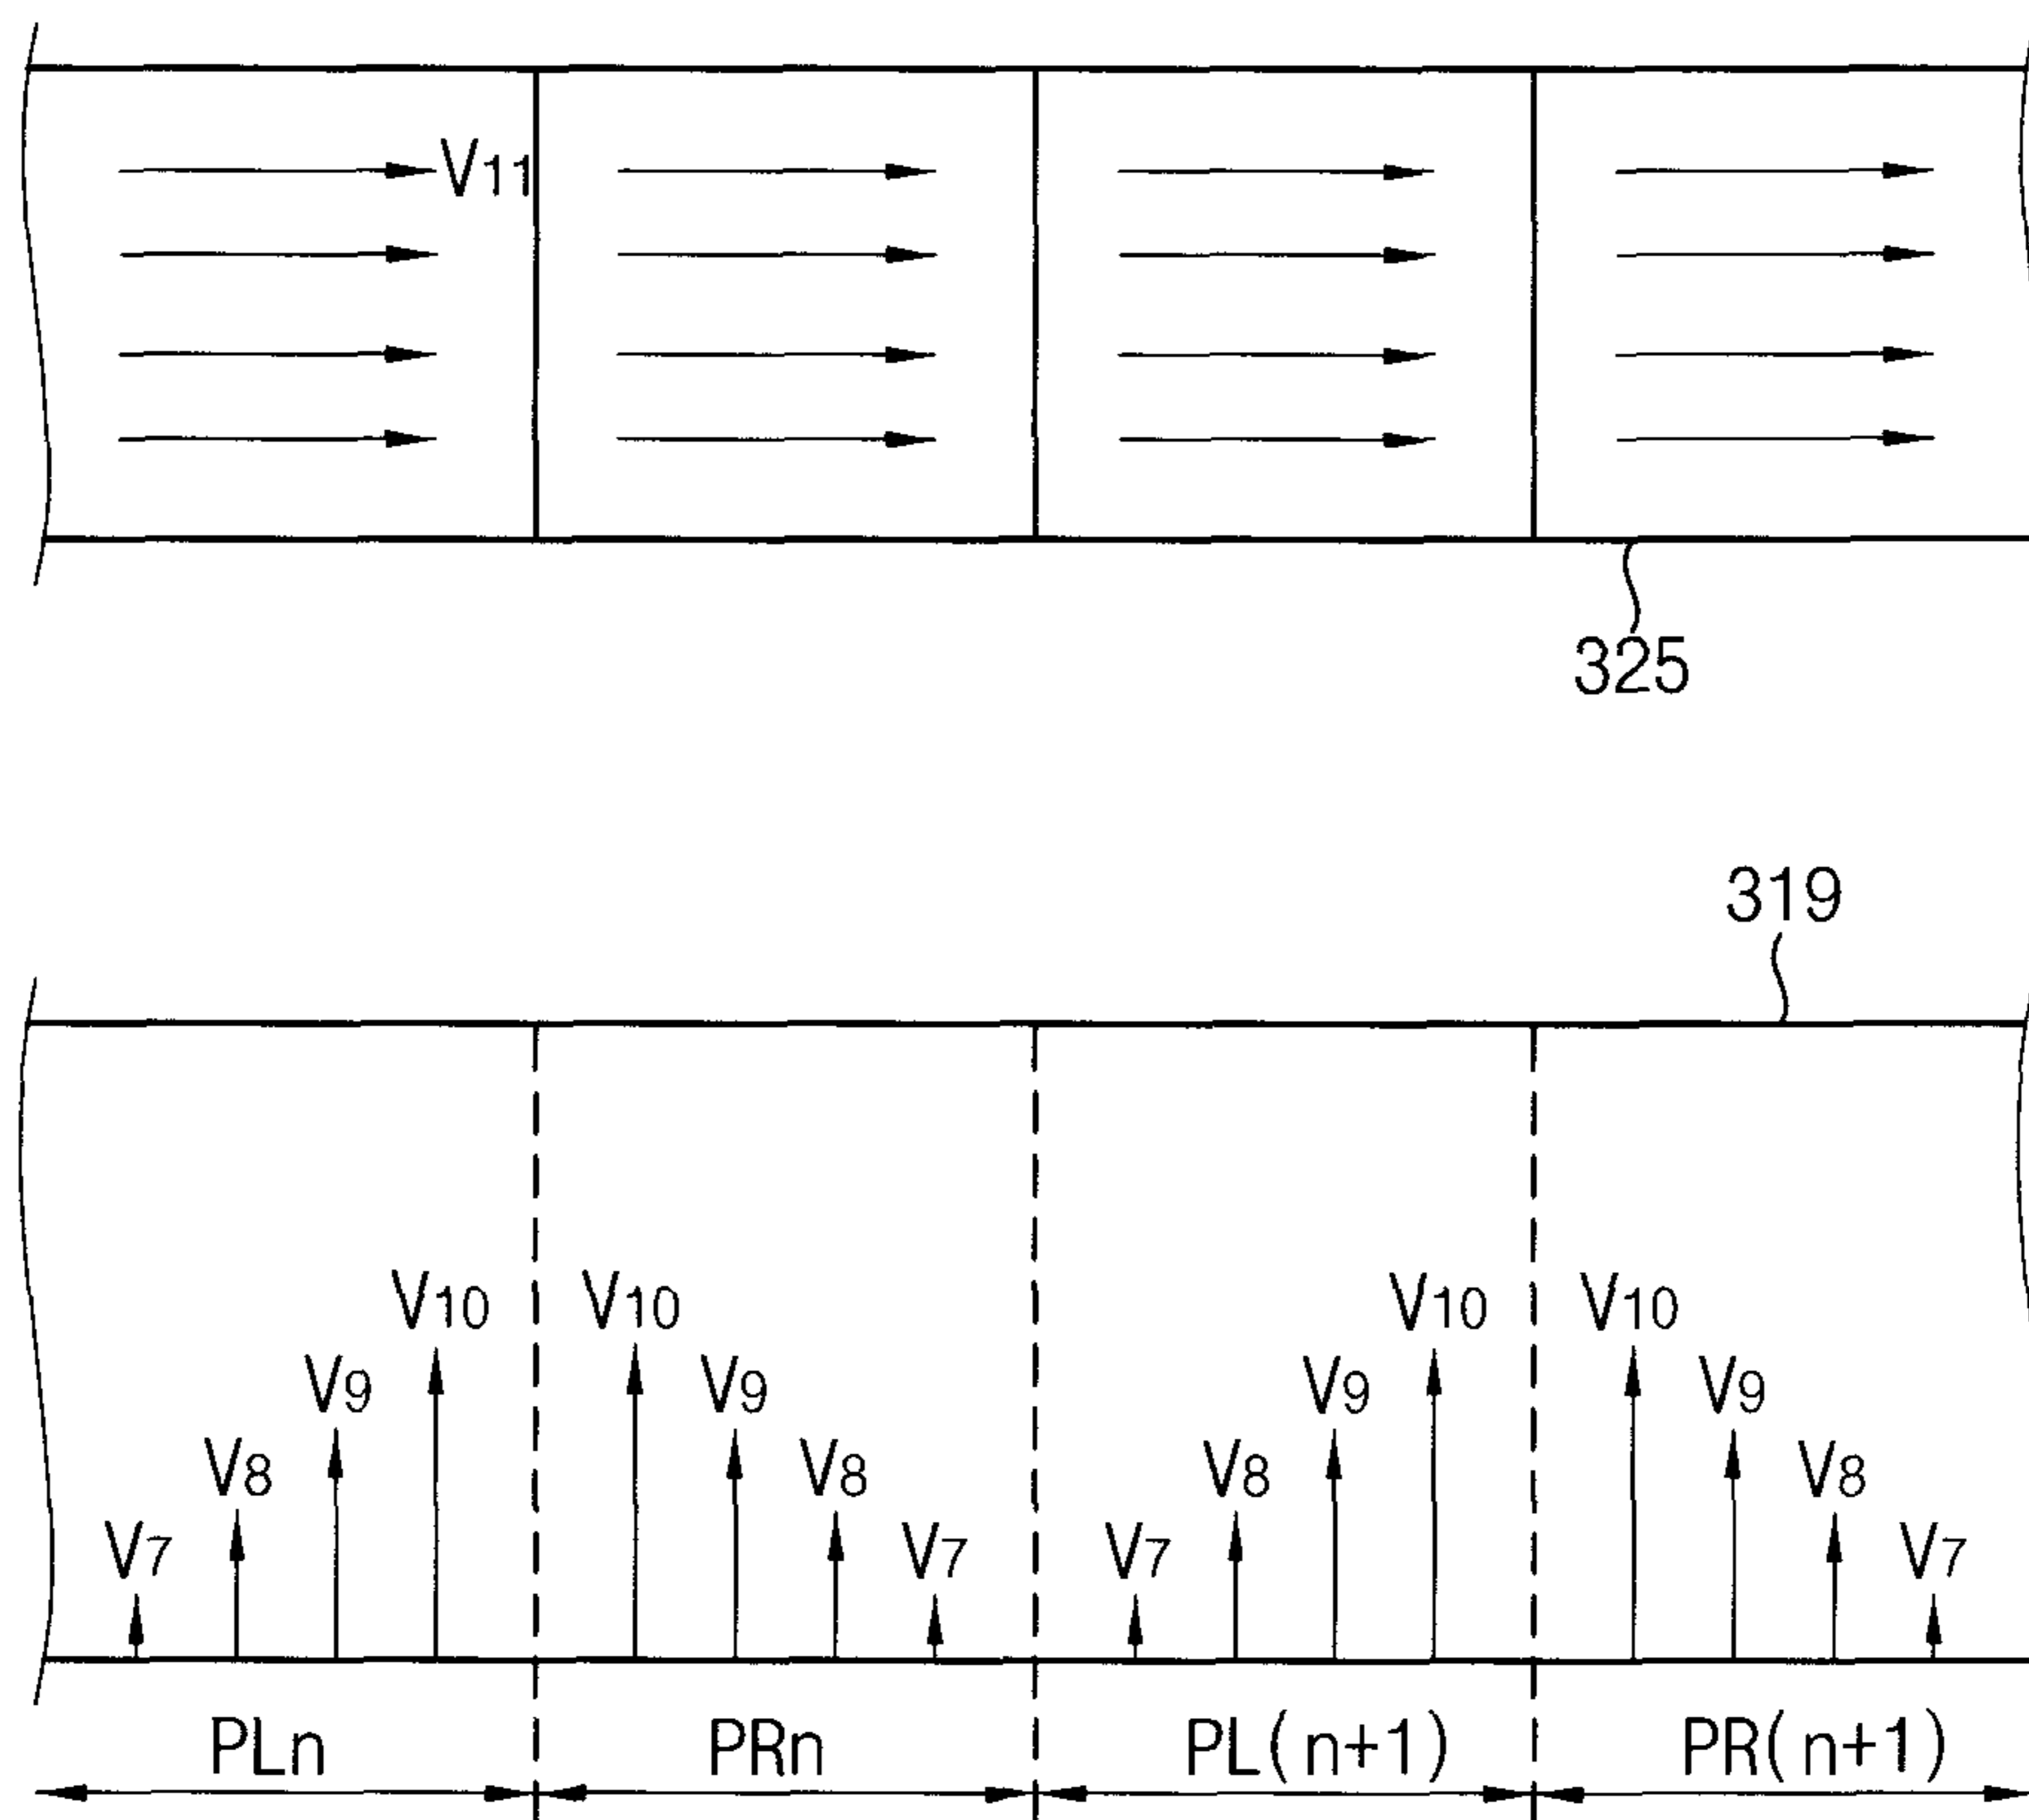 V11
325
319
V10 V10 V10 V10
V9 V9 V9 V9
V8 V8 V8 V8
V7 V7 V7 V7
PLn PRn PL(n+1) PR(n+1)